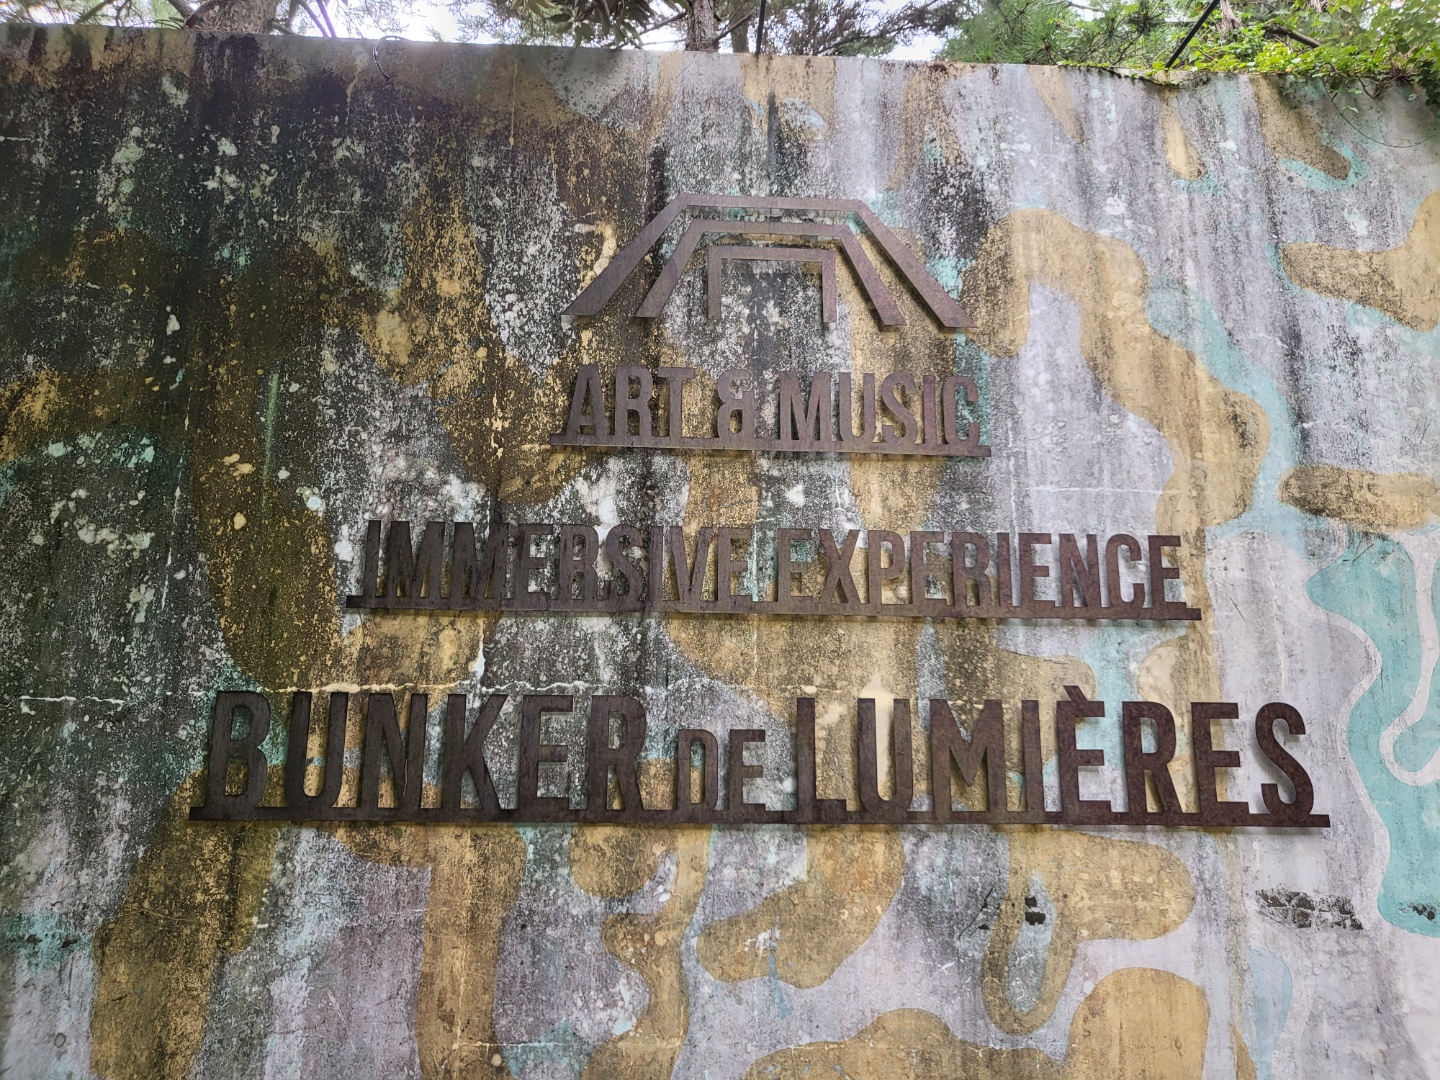 ART & MUSIC
IMMERSIVE EXPERIENCE
BUNKER DE LUMIÈRES